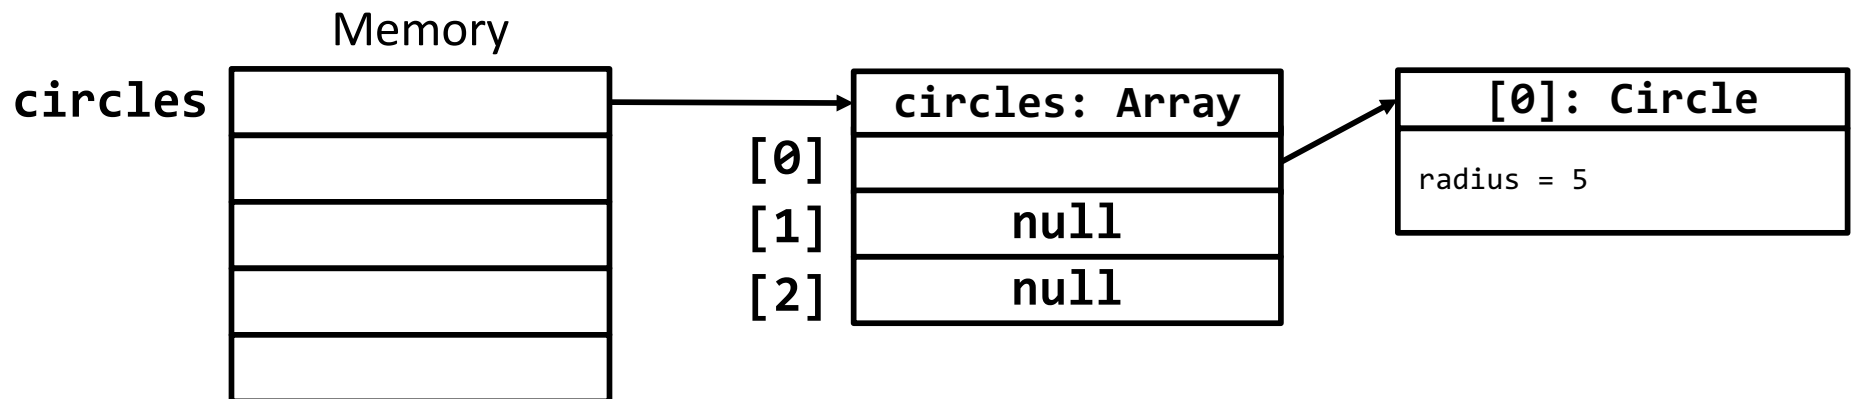 Memory
circles
circles: Array
[0]: Circle
[0]
radius = 5
[1] null
[2] null